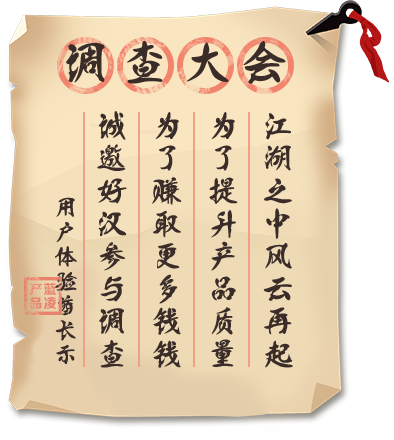 调查大会
江湖之中风云再起
为了提升产品质量
为了赚取更多钱钱
诚邀好汉参与调查
用户体验菊长示
蓝凌
产品